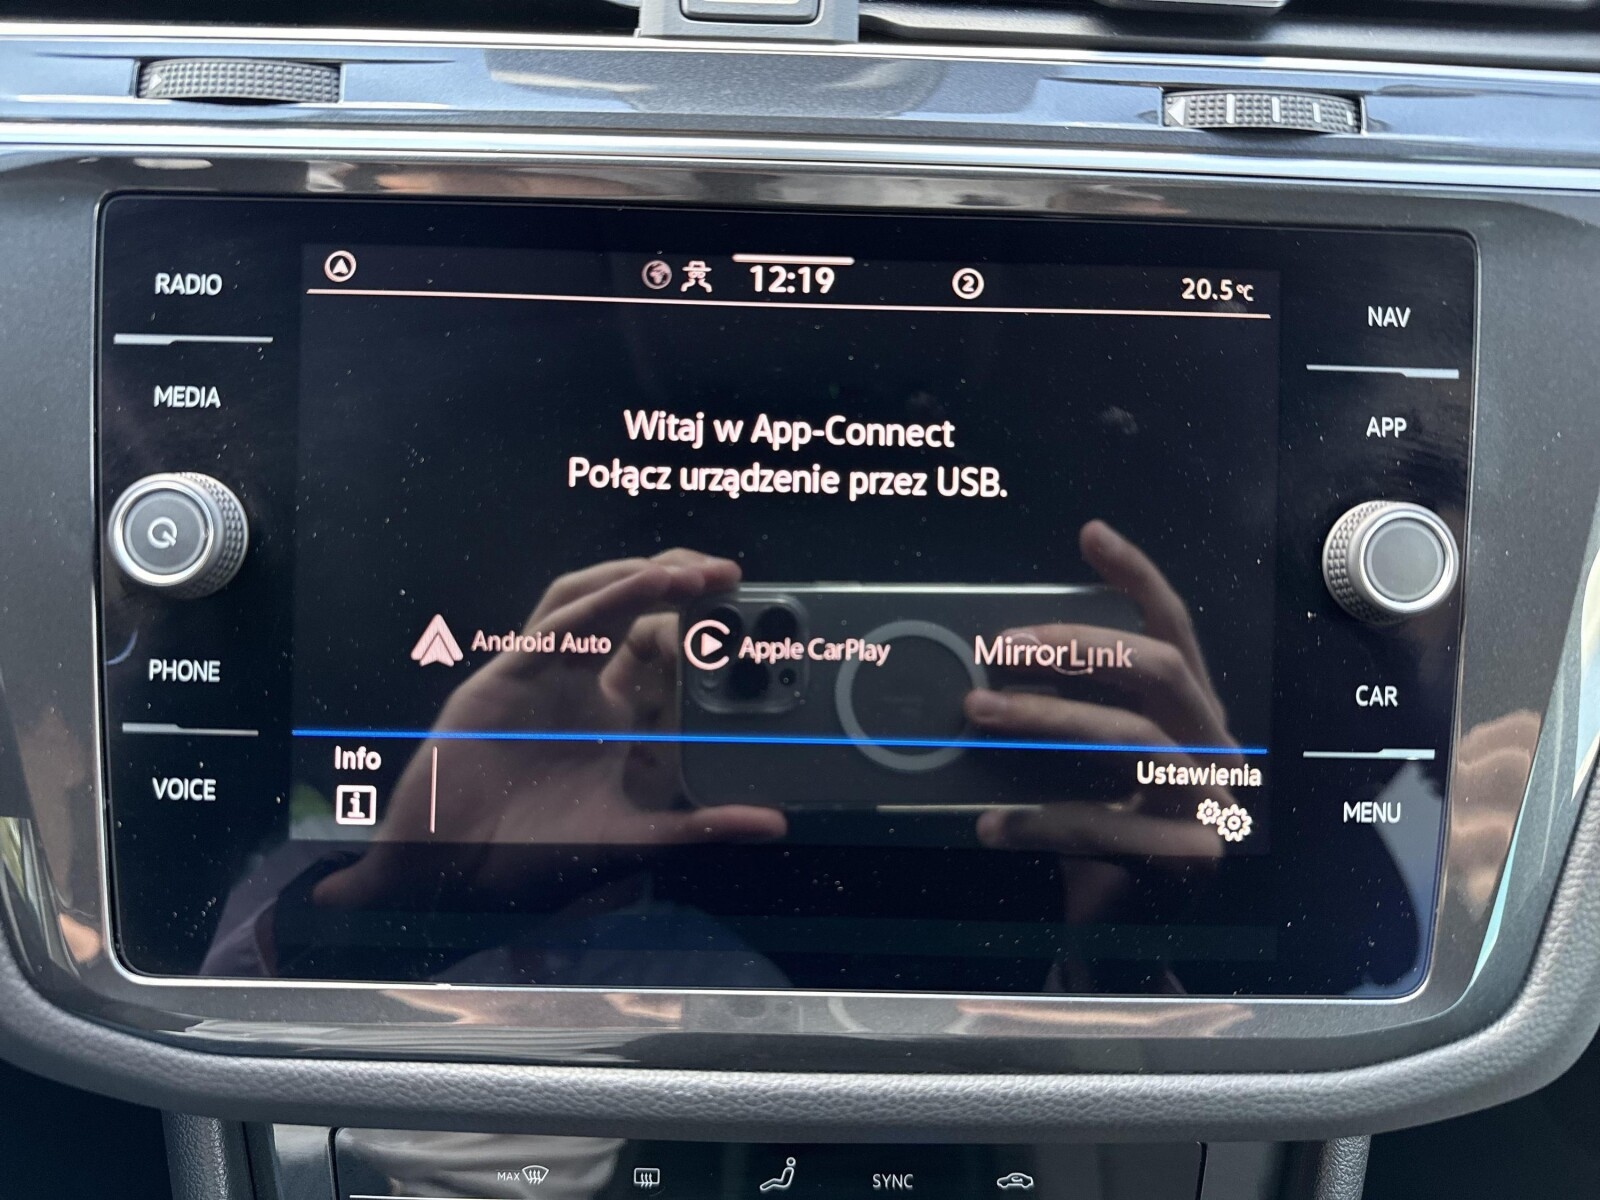 12:19
2
20.5°C
RADIO
MEDIA
PHONE
VOICE
Witaj w App-Connect
Połącz urządzenie przez USB.
Android Auto
Apple CarPlay
MirrorLink
Info
i
Ustawienia
NAV
APP
CAR
MENU
MAX
SYNC